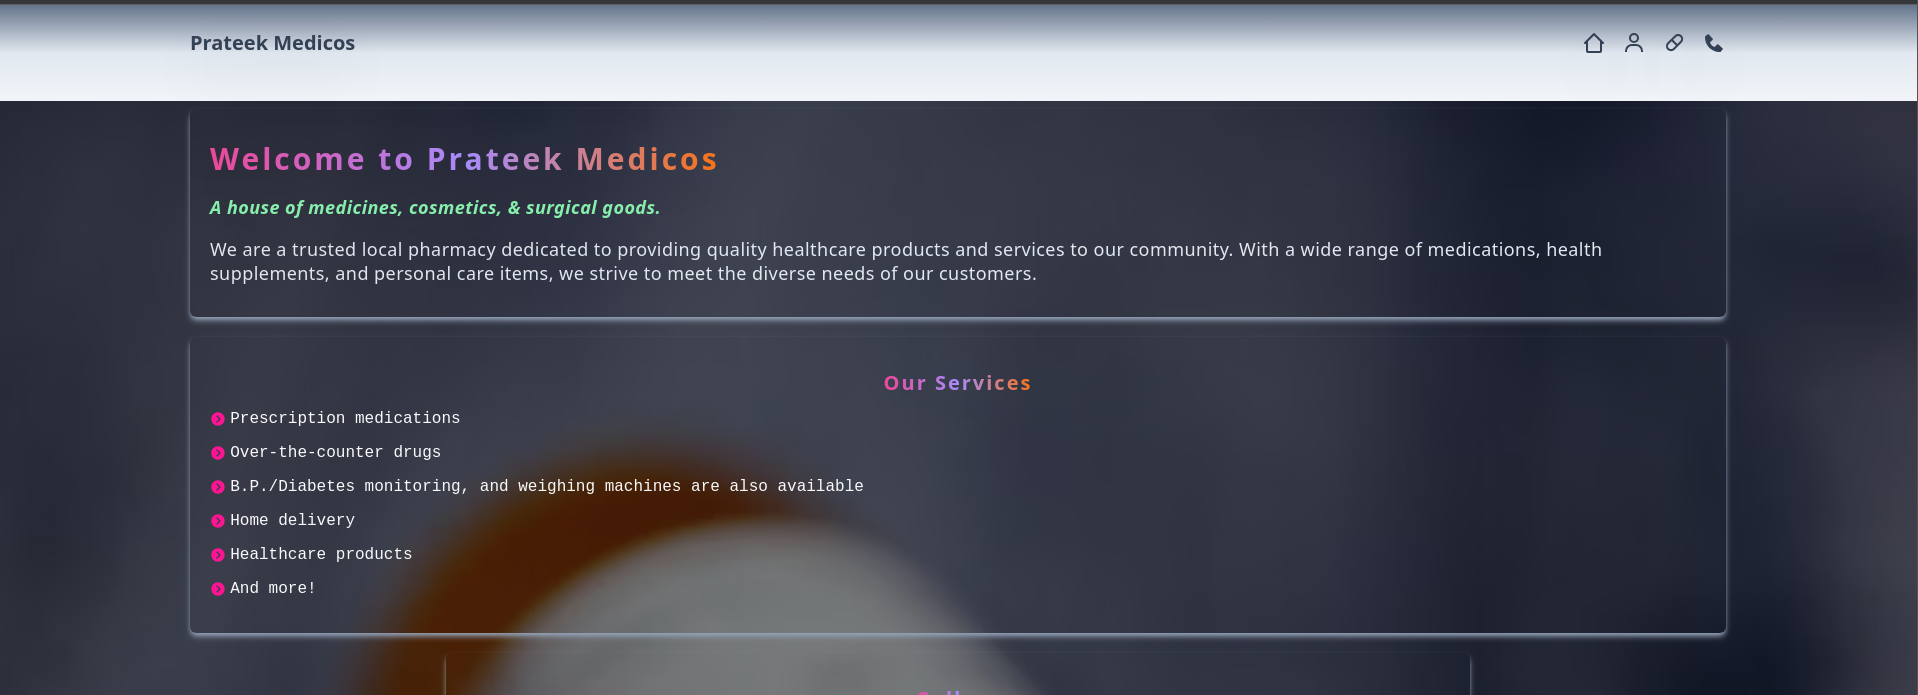 Prateek Medicos
Welcome to Prateek Medicos
A house of medicines, cosmetics, & surgical goods.
We are a trusted local pharmacy dedicated to providing quality healthcare products and services to our community. With a wide range of medications, health
supplements, and personal care items, we strive to meet the diverse needs of our customers.
Our Services
Prescription medications
Over-the-counter drugs
B.P./Diabetes monitoring, and weighing machines are also available
Home delivery
Healthcare products
And more!